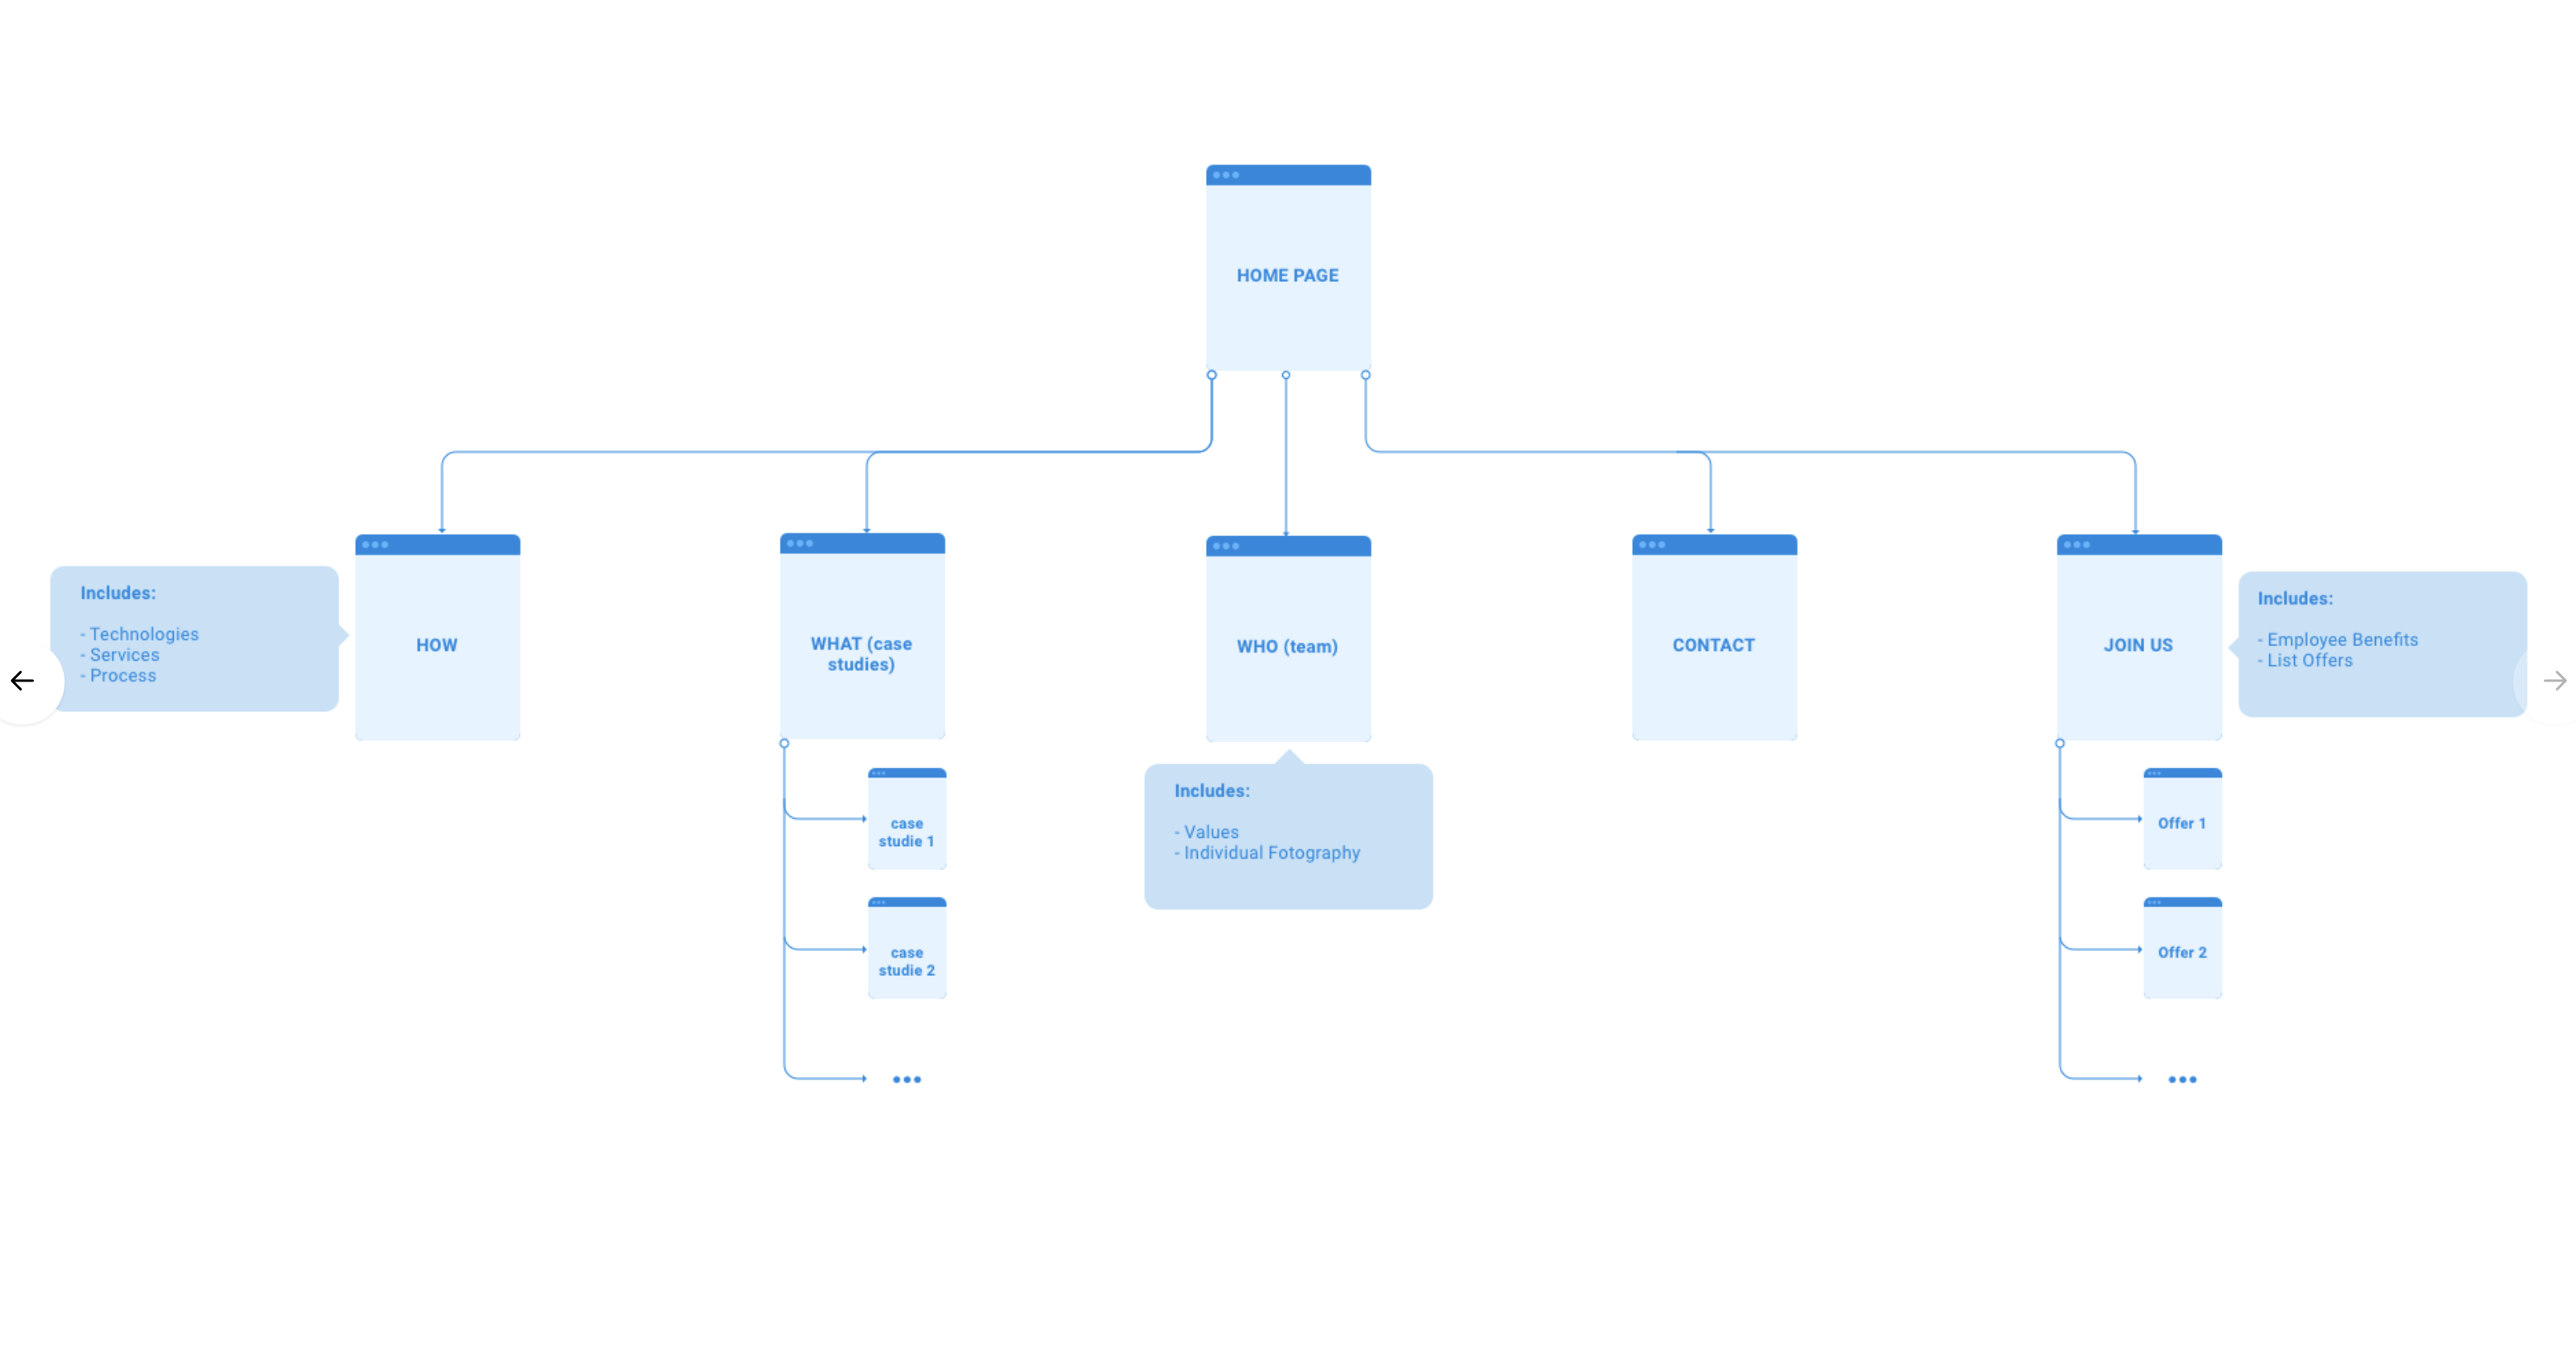 HOME PAGE
Includes:
- Technologies
- Services
- Process
HOW
WHAT (case
studies)
case
studie 1
case
studie 2
WHO (team)
Includes:
- Values
- Individual Fotography
CONTACT
JOIN US
Includes:
- Employee Benefits
- List Offers
Offer 1
Offer 2